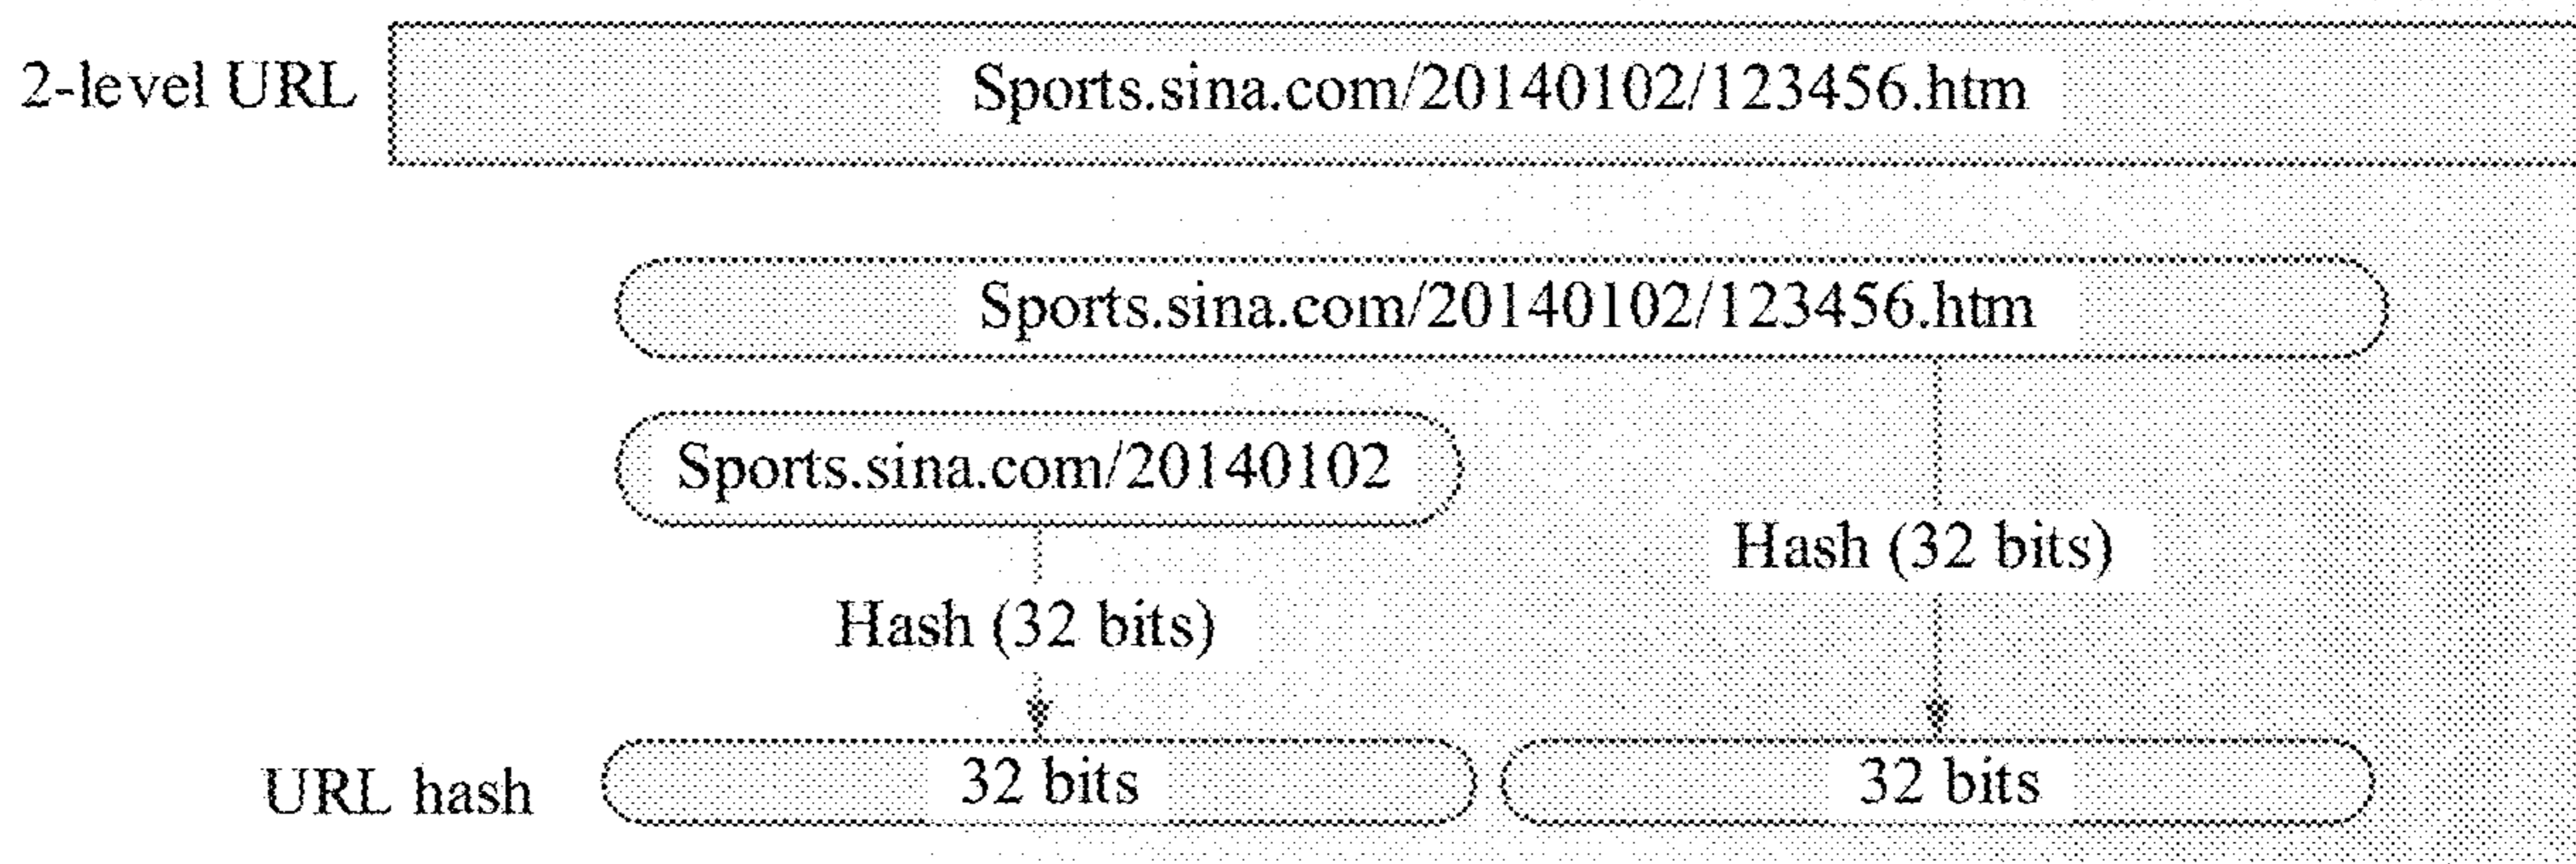 2-level URL
Sports.sina.com/20140102/123456.htm
Sports.sina.com/20140102/123456.htm
Sports.sina.com/20140102
Hash (32 bits)
Hash (32 bits)
URL hash
32 bits
32 bits